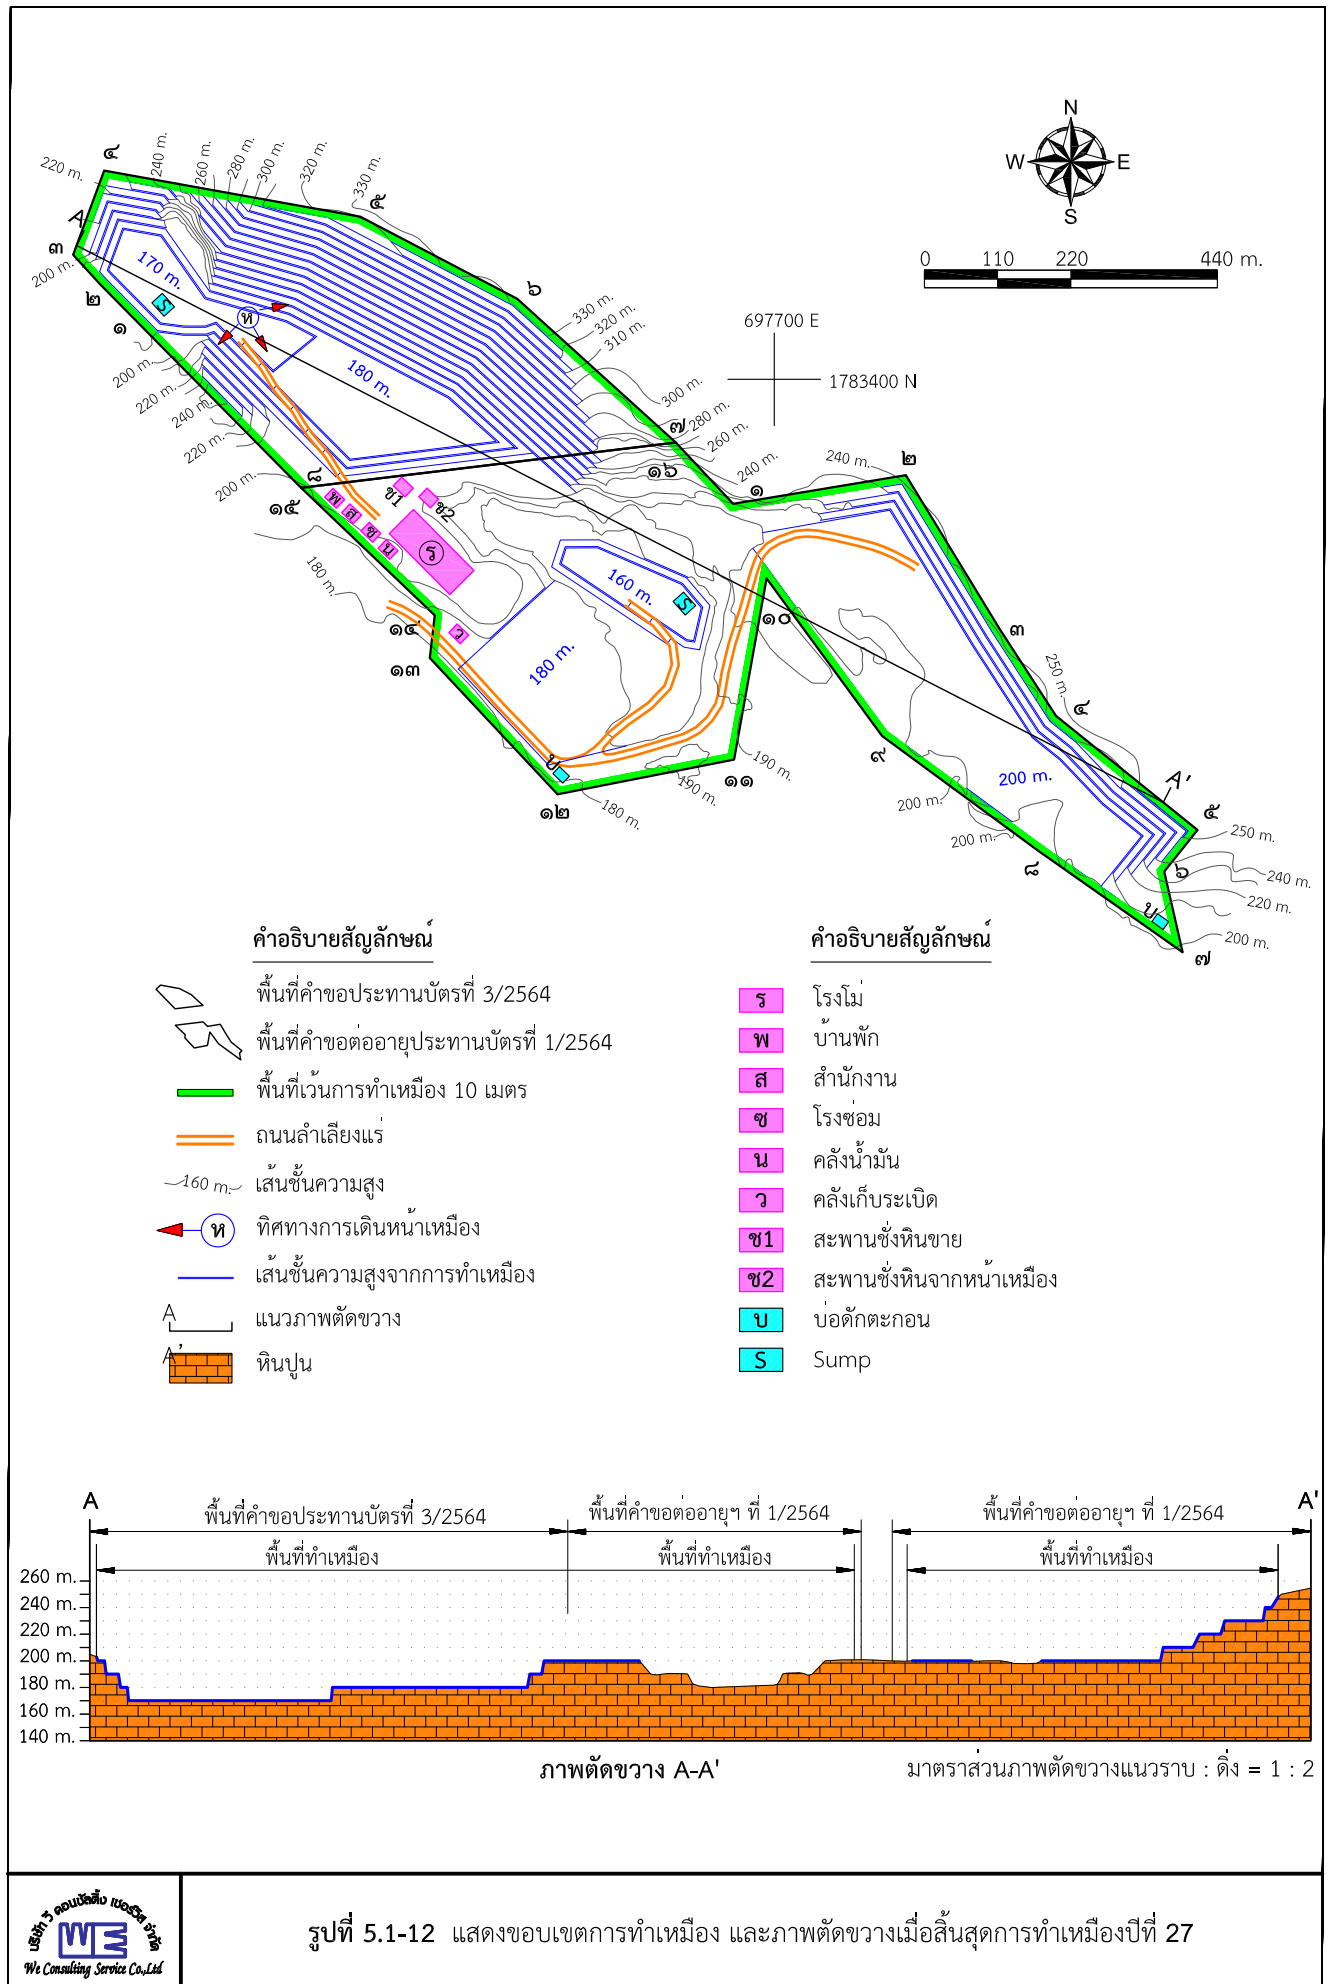 N
W E
S
0 110 220 440 m.
697700 E
1783400 N
220 m.
240 m.
260 m.
280 m.
300 m.
320 m.
330 m.
๔
๕
A
๓
200 m.
๒
๑
170 m.
S
ห
180 m.
๖
330 m.
320 m.
310 m.
300 m.
280 m.
260 m.
240 m.
240 m.
๗
๑๖
๑
๒
200 m.
220 m.
240 m.
220 m.
200 m.
๘
๑๕
พ
ส
ซ
น
ช1
ช2
ร
180 m.
๑๔
๑๓
ว
160 m.
S
180 m.
๑๐
๓
250 m.
๔
บ
๑๒
180 m.
190 m.
190 m.
๑๑
๙
200 m.
200 m.
200 m.
A'
๕
250 m.
๖
240 m.
220 m.
200 m.
๘
บ
๗
คำอธิบายสัญลักษณ์
พื้นที่คำขอประทานบัตรที่ 3/2564
พื้นที่คำขอต่ออายุประทานบัตรที่ 1/2564
พื้นที่เว้นการทำเหมือง 10 เมตร
ถนนลำเลียงแร่
160 m. เส้นชั้นความสูง
ห ทิศทางการเดินหน้าเหมือง
เส้นชั้นความสูงจากการทำเหมือง
A A' แนวภาพตัดขวาง
หินปูน
คำอธิบายสัญลักษณ์
ร โรงโม่
พ บ้านพัก
ส สำนักงาน
ซ โรงซ่อม
น คลังน้ำมัน
ว คลังเก็บระเบิด
ช1 สะพานชั่งหินขาย
ช2 สะพานชั่งหินจากหน้าเหมือง
บ บ่อดักตะกอน
S Sump
A A'
พื้นที่คำขอประทานบัตรที่ 3/2564 พื้นที่คำขอต่ออายุฯ ที่ 1/2564 พื้นที่คำขอต่ออายุฯ ที่ 1/2564
พื้นที่ทำเหมือง พื้นที่ทำเหมือง พื้นที่ทำเหมือง
260 m.
240 m.
220 m.
200 m.
180 m.
160 m.
140 m.
ภาพตัดขวาง A-A'
มาตราส่วนภาพตัดขวางแนวราบ : ดิ่ง = 1 : 2
บริษัท วี คอนซัลติ้ง เซอร์วิส จำกัด
WE
We Consulting Service Co.,Ltd
รูปที่ 5.1-12 แสดงขอบเขตการทำเหมือง และภาพตัดขวางเมื่อสิ้นสุดการทำเหมืองปีที่ 27